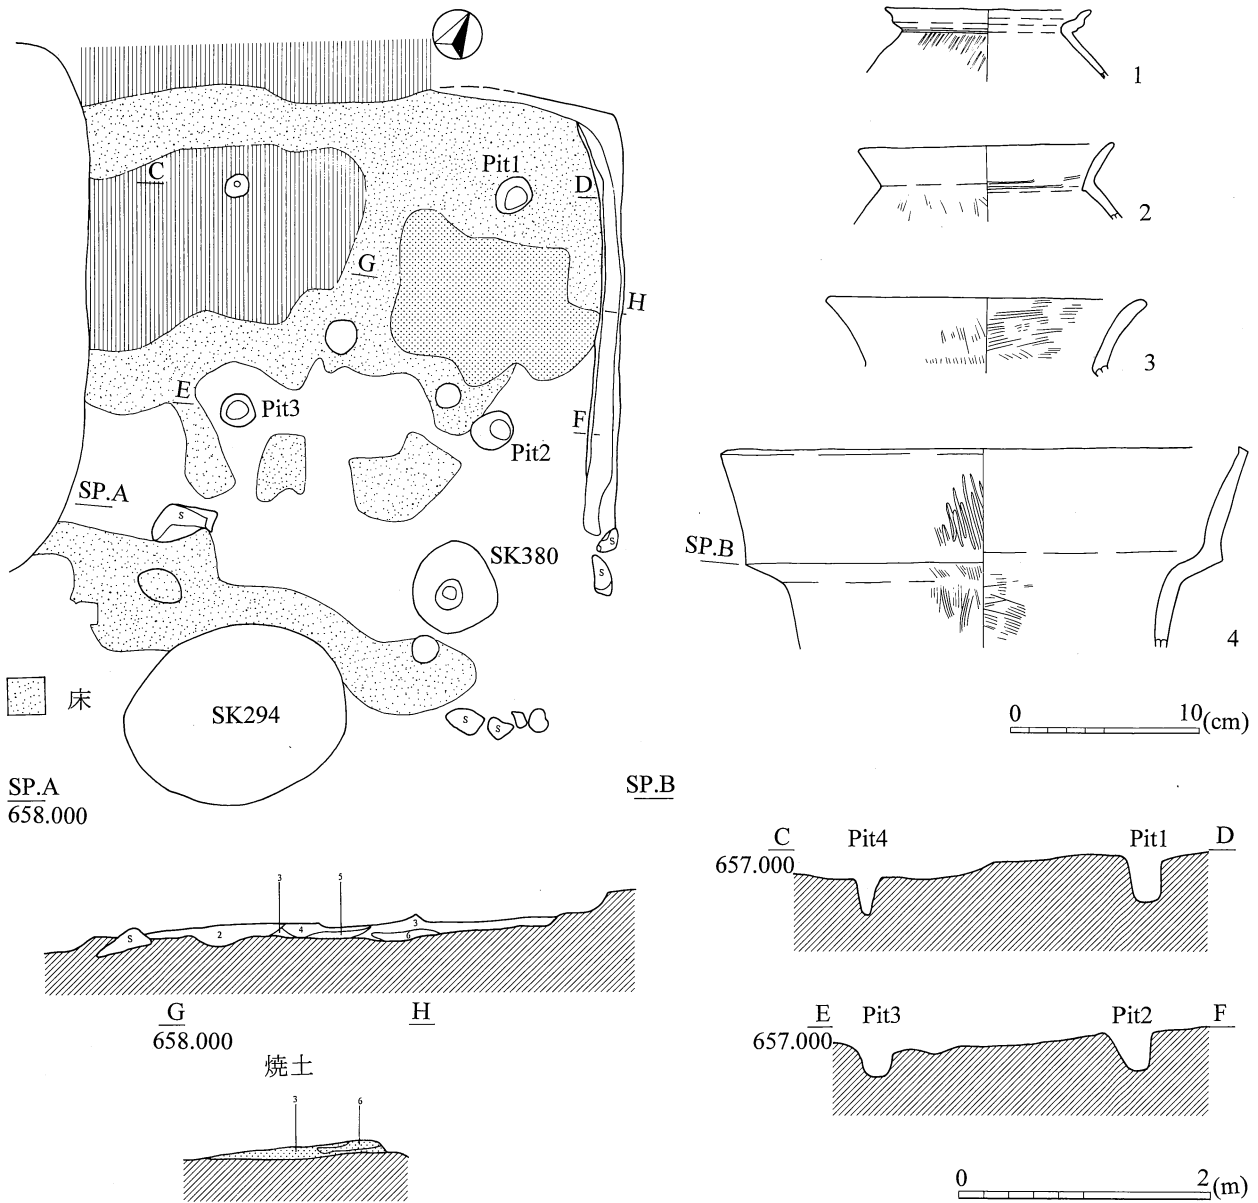 C
Pit1
D
G
H
E
Pit3
F
Pit2
SP.A
S
SP.B
SK380
S
S
床
SK294
S
S
1
2
3
4
0 10(cm)
SP.A
658.000
SP.B
3 5
S 2 4 3 6
G H
658.000
焼土
3 6
C Pit4 Pit1 D
657.000
E Pit3 Pit2 F
657.000
0 2(m)